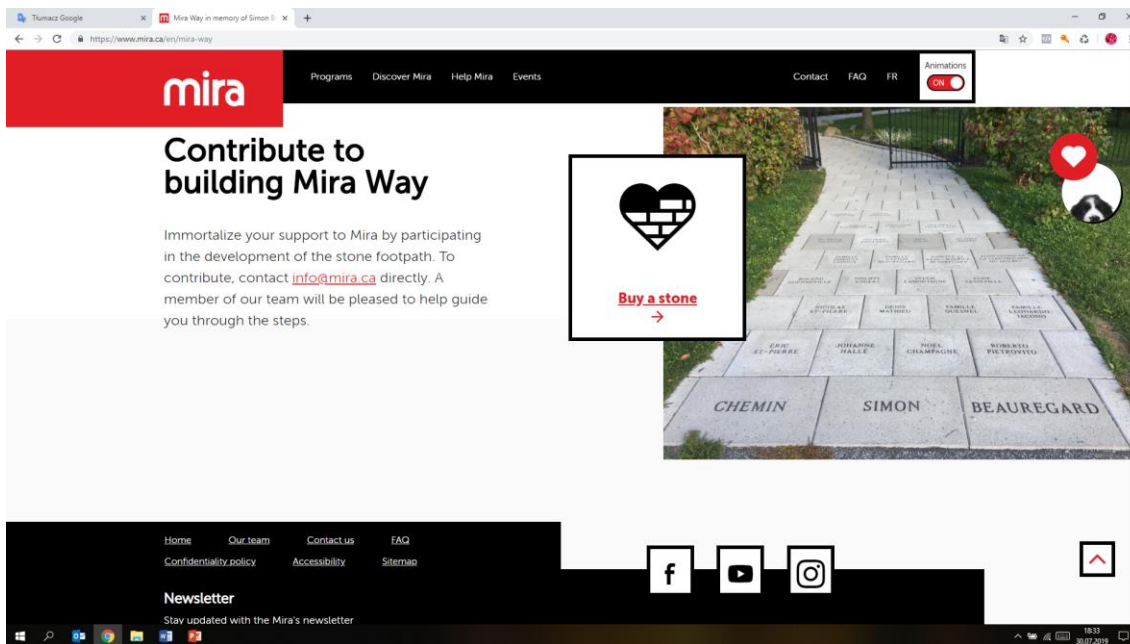 Tłumacz Google
Mira Way in memory of Simon
https://www.mira.ca/en/mira-way
mira
Programs Discover Mira Help Mira Events
Contact FAQ FR
Animations
ON
Contribute to
building Mira Way
Immortalize your support to Mira by participating
in the development of the stone footpath. To
contribute, contact info@mira.ca directly. A
member of our team will be pleased to help guide
you through the steps.
Buy a stone
NICOLAS
ST-PIERRE
DENIS
MATHIEU
FAMILLE
QUESNEL
FAMILLE
LEONARDO
IACONO
ÉRIC
ST-PIERRE
JOHANNE
HALLÉ
NOËL
CHAMPAGNE
ROBERTO
PIETROVITO
CHEMIN SIMON BEAUREGARD
Home Our team Contact us FAQ
Confidentiality policy Accessibility Sitemap
Newsletter
Stay updated with the Mira's newsletter
18:33
30.07.2019